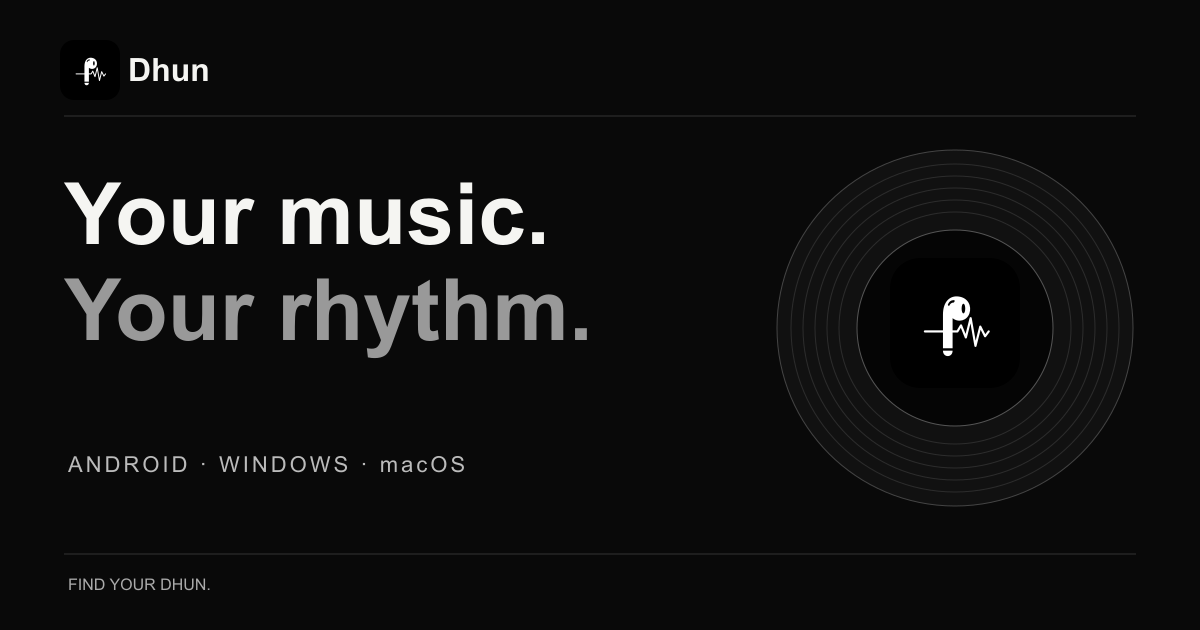 Dhun
Your music.
Your rhythm.
ANDROID · WINDOWS · macOS
FIND YOUR DHUN.